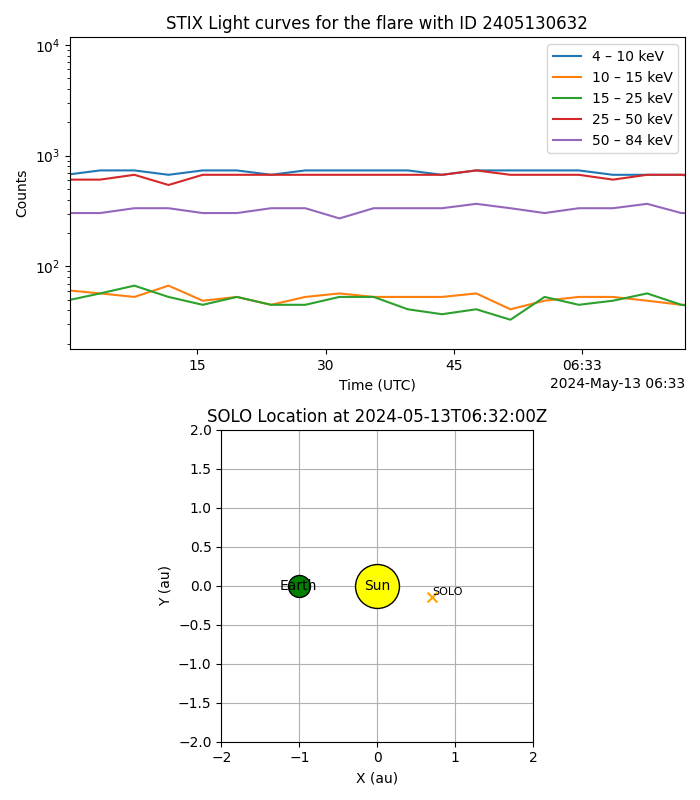 STIX Light curves for the flare with ID 2405130632
10⁴
10³
10²
Counts
4 – 10 keV
10 – 15 keV
15 – 25 keV
25 – 50 keV
50 – 84 keV
15 30 45 06:33
Time (UTC)
2024-May-13 06:33
SOLO Location at 2024-05-13T06:32:00Z
2.0
1.5
1.0
0.5
0.0
−0.5
−1.0
−1.5
−2.0
Y (au)
Earth
Sun
SOLO
−2 −1 0 1 2
X (au)